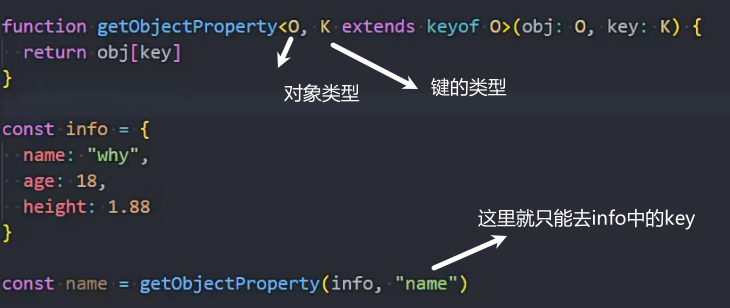 function getObjectProperty<O, K extends keyof O>(obj: O, key: K) {
return obj[key]
}
对象类型
键的类型
const info = {
name: "why",
age: 18,
height: 1.88
}
这里就只能去info中的key
const name = getObjectProperty(info, "name")